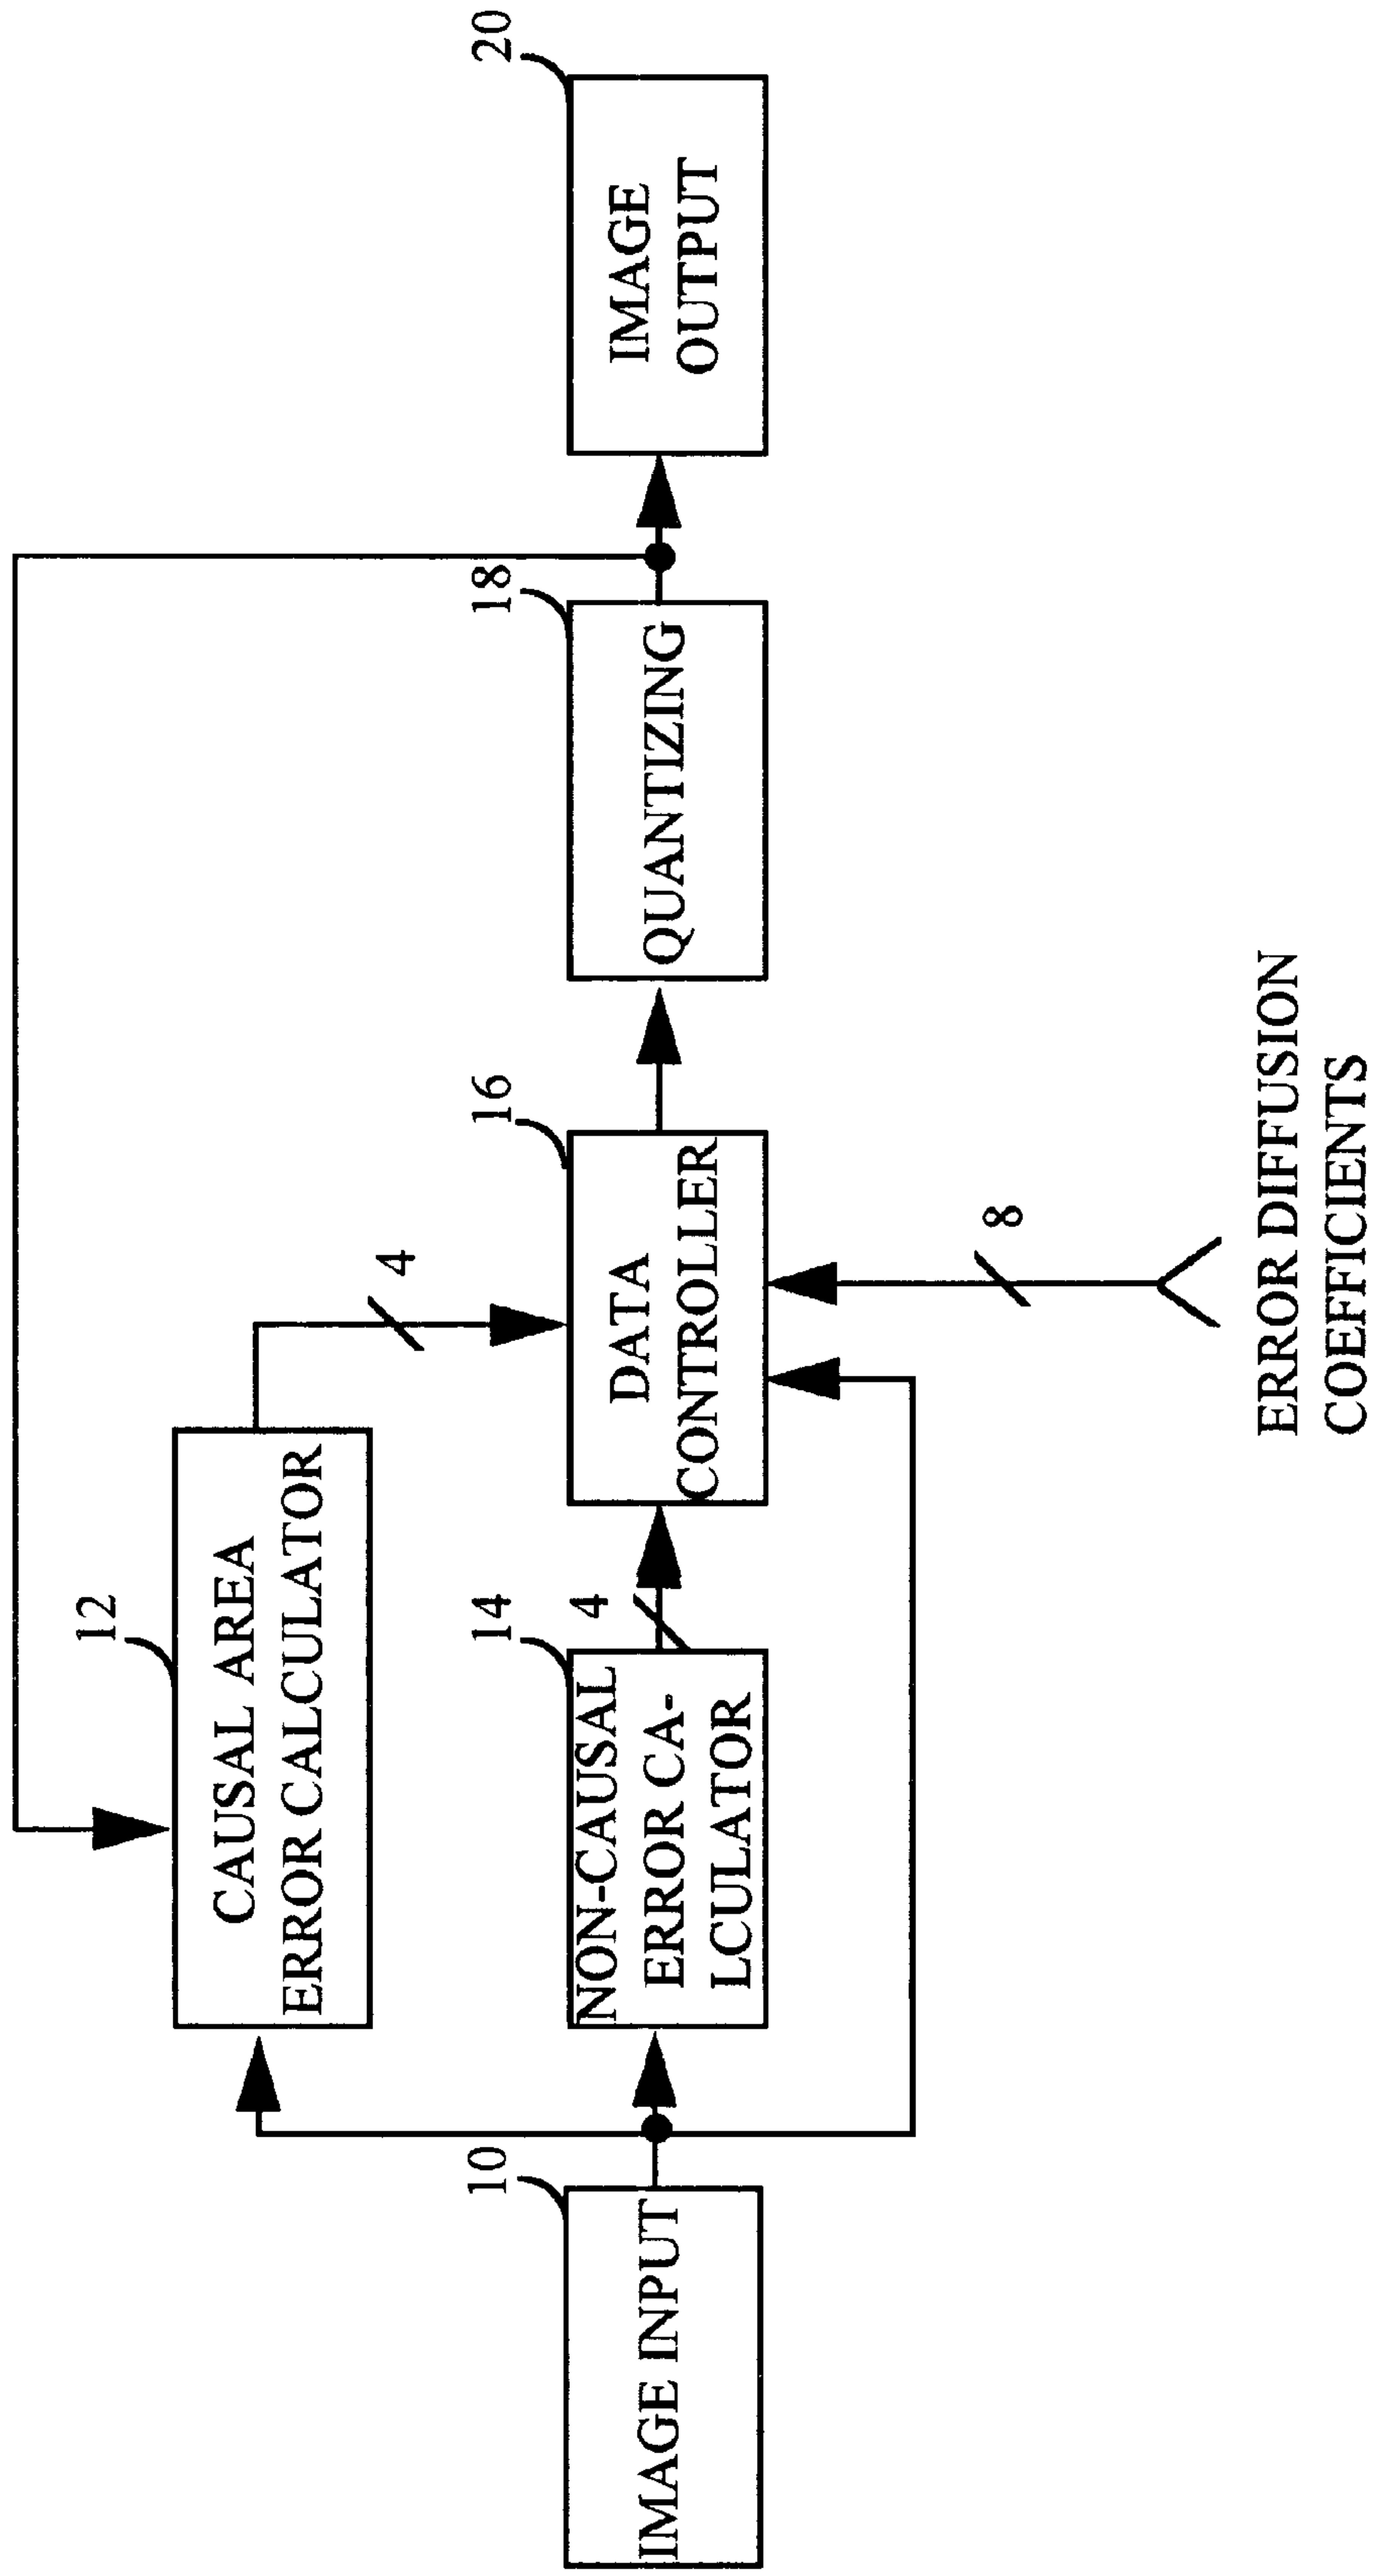 12
CAUSAL AREA
ERROR CALCULATOR
4
10
IMAGE INPUT
14
NON-CAUSAL
ERROR CA-
LCULATOR
4
16
DATA
CONTROLLER
18
QUANTIZING
20
IMAGE
OUTPUT
8
ERROR DIFFUSION
COEFFICIENTS